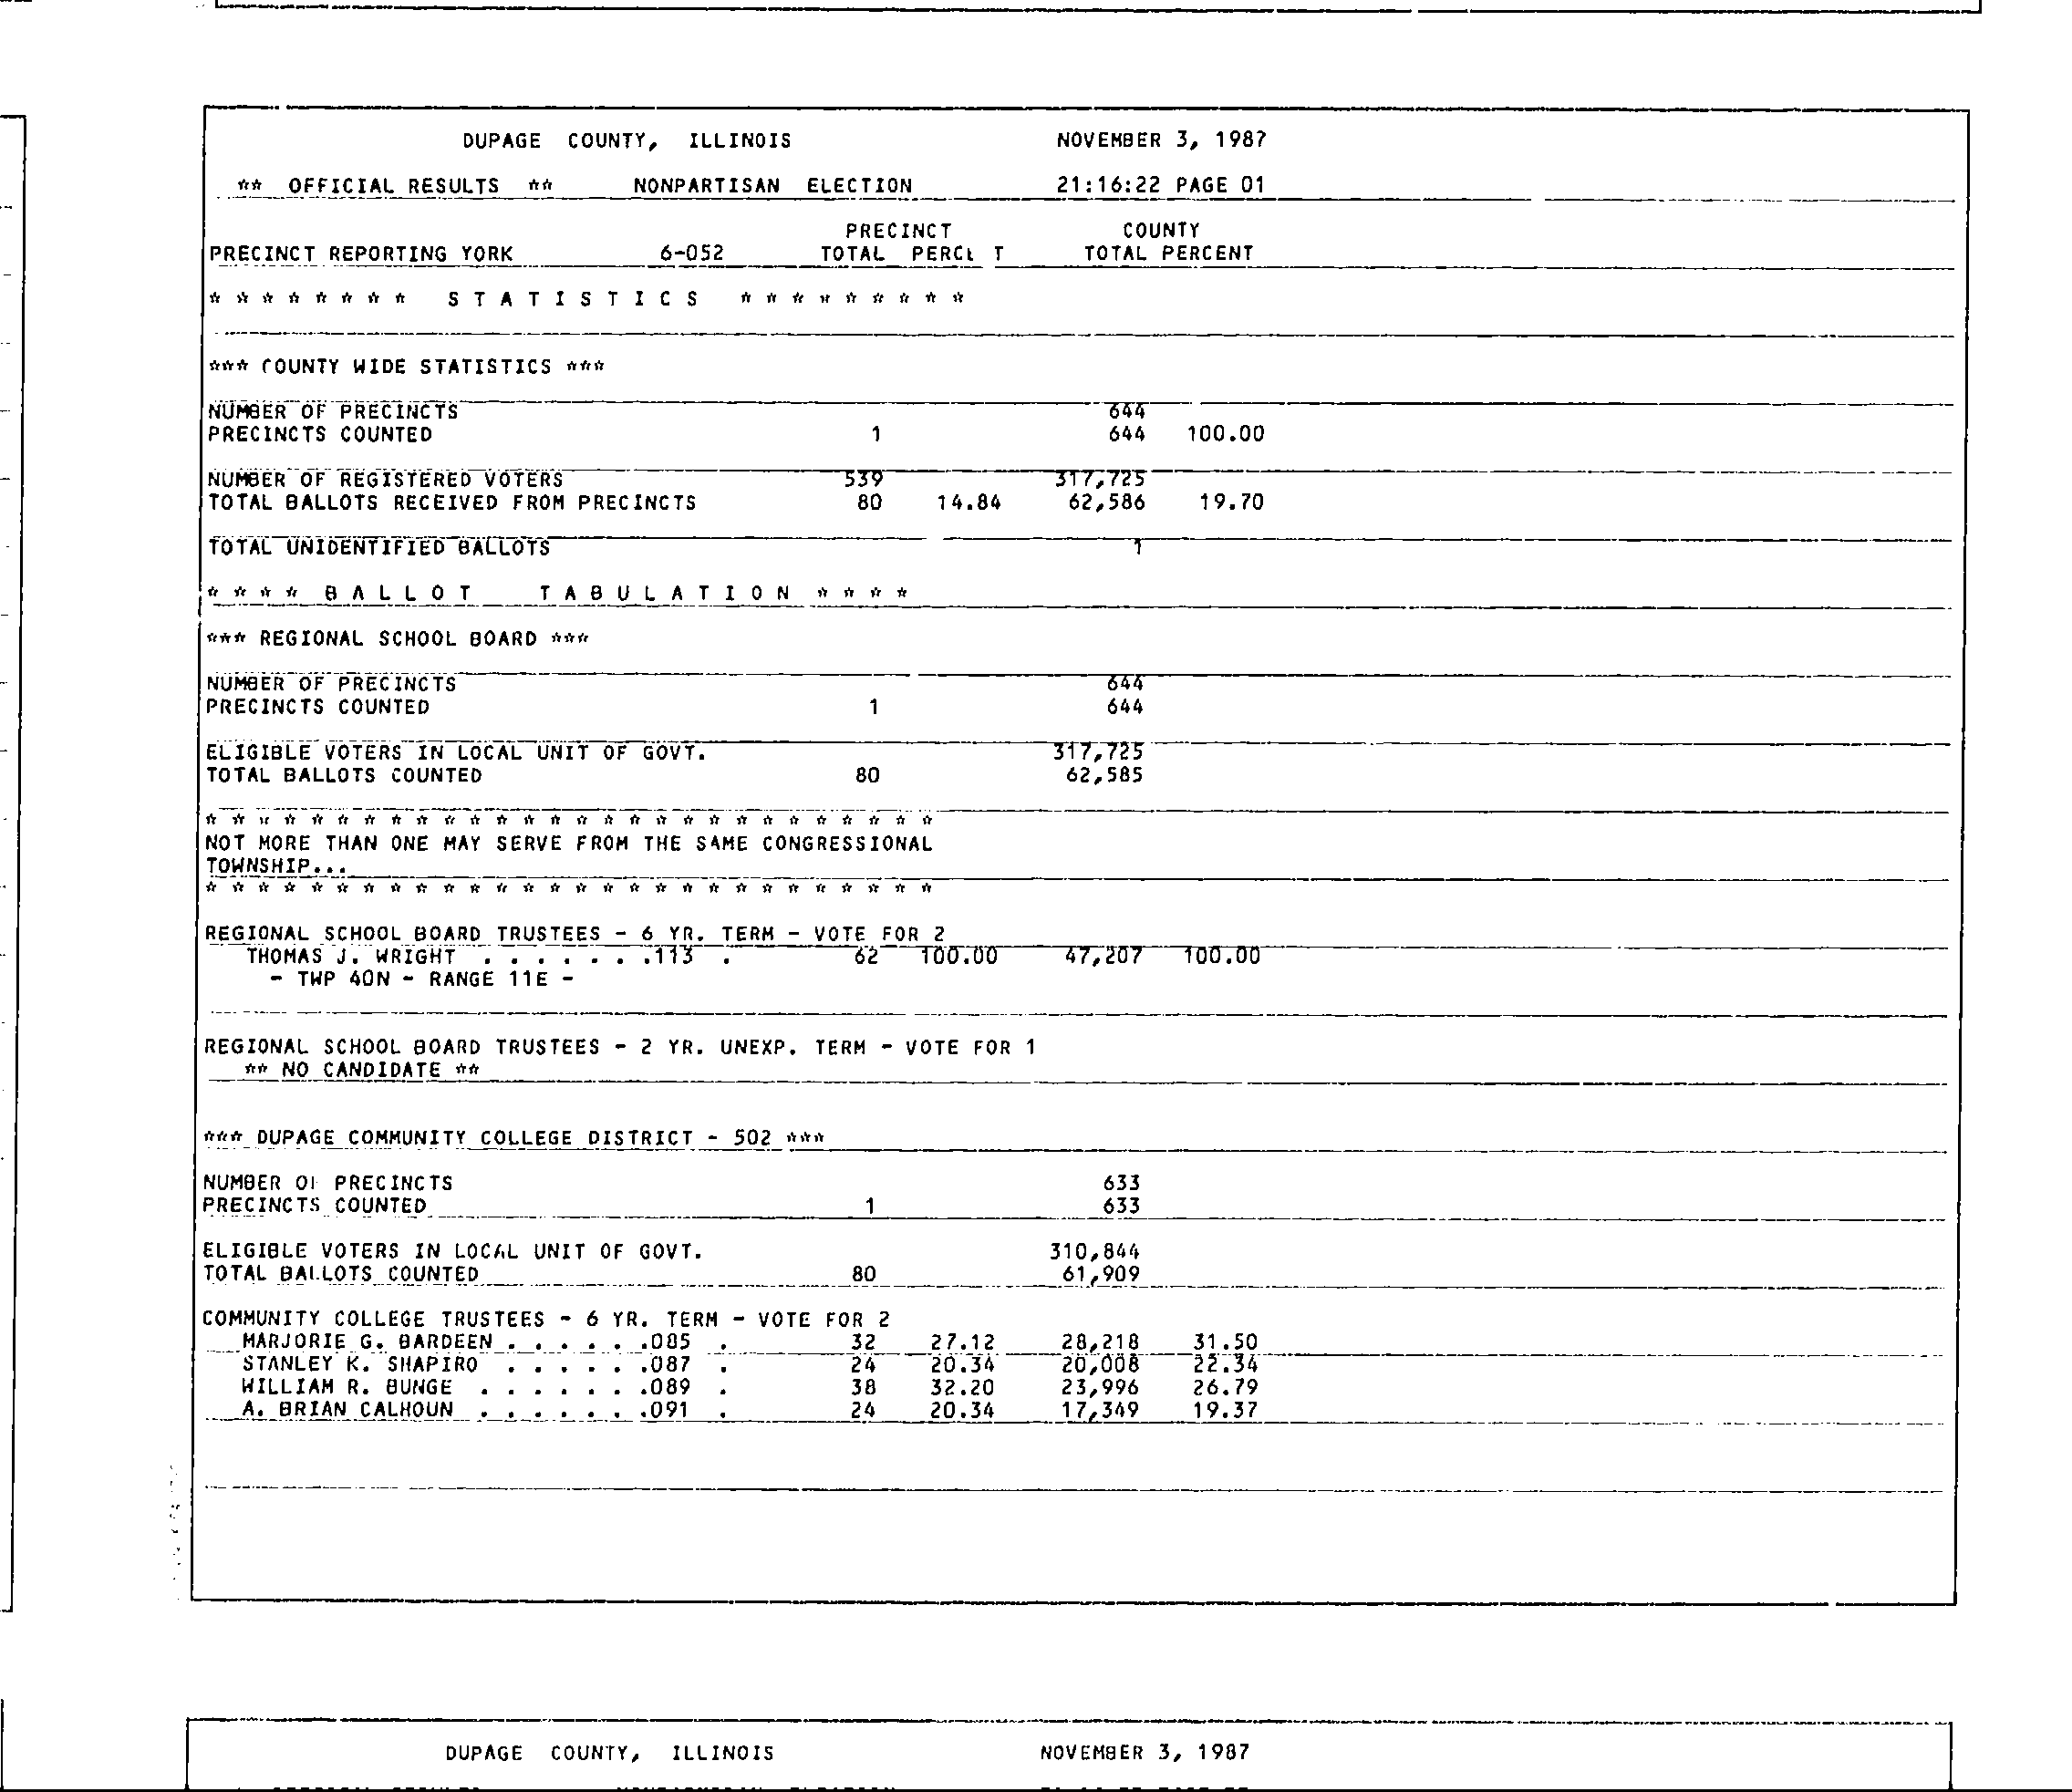 DUPAGE COUNTY, ILLINOIS NOVEMBER 3, 1987
** OFFICIAL RESULTS ** NONPARTISAN ELECTION 21:16:22 PAGE 01
PRECINCT COUNTY
PRECINCT REPORTING YORK 6-052 TOTAL PERCE T TOTAL PERCENT
* * * * * * * * S T A T I S T I C S * * * * * * * * *
*** COUNTY WIDE STATISTICS ***
NUMBER OF PRECINCTS 644
PRECINCTS COUNTED 1 644 100.00
NUMBER OF REGISTERED VOTERS 539 317,725
TOTAL BALLOTS RECEIVED FROM PRECINCTS 80 14.84 62,586 19.70
TOTAL UNIDENTIFIED BALLOTS 1
* * * * B A L L O T T A B U L A T I O N * * * *
*** REGIONAL SCHOOL BOARD ***
NUMBER OF PRECINCTS 644
PRECINCTS COUNTED 1 644
ELIGIBLE VOTERS IN LOCAL UNIT OF GOVT. 317,725
TOTAL BALLOTS COUNTED 80 62,585
* * * * * * * * * * * * * * * * * * * * * * * * * * * *
NOT MORE THAN ONE MAY SERVE FROM THE SAME CONGRESSIONAL
TOWNSHIP...
* * * * * * * * * * * * * * * * * * * * * * * * * * * *
REGIONAL SCHOOL BOARD TRUSTEES - 6 YR. TERM - VOTE FOR 2
THOMAS J. WRIGHT . . . . . . .113 . 62 100.00 47,207 100.00
- TWP 40N - RANGE 11E -
REGIONAL SCHOOL BOARD TRUSTEES - 2 YR. UNEXP. TERM - VOTE FOR 1
** NO CANDIDATE **
*** DUPAGE COMMUNITY COLLEGE DISTRICT - 502 ***
NUMBER OF PRECINCTS 633
PRECINCTS COUNTED 1 633
ELIGIBLE VOTERS IN LOCAL UNIT OF GOVT. 310,844
TOTAL BALLOTS COUNTED 80 61,909
COMMUNITY COLLEGE TRUSTEES - 6 YR. TERM - VOTE FOR 2
MARJORIE G. BARDEEN . . . . . .085 . 32 27.12 28,218 31.50
STANLEY K. SHAPIRO . . . . . .087 . 24 20.34 20,008 22.34
WILLIAM R. BUNGE . . . . . . .089 . 38 32.20 23,996 26.79
A. BRIAN CALHOUN . . . . . . .091 . 24 20.34 17,349 19.37
DUPAGE COUNTY, ILLINOIS NOVEMBER 3, 1987